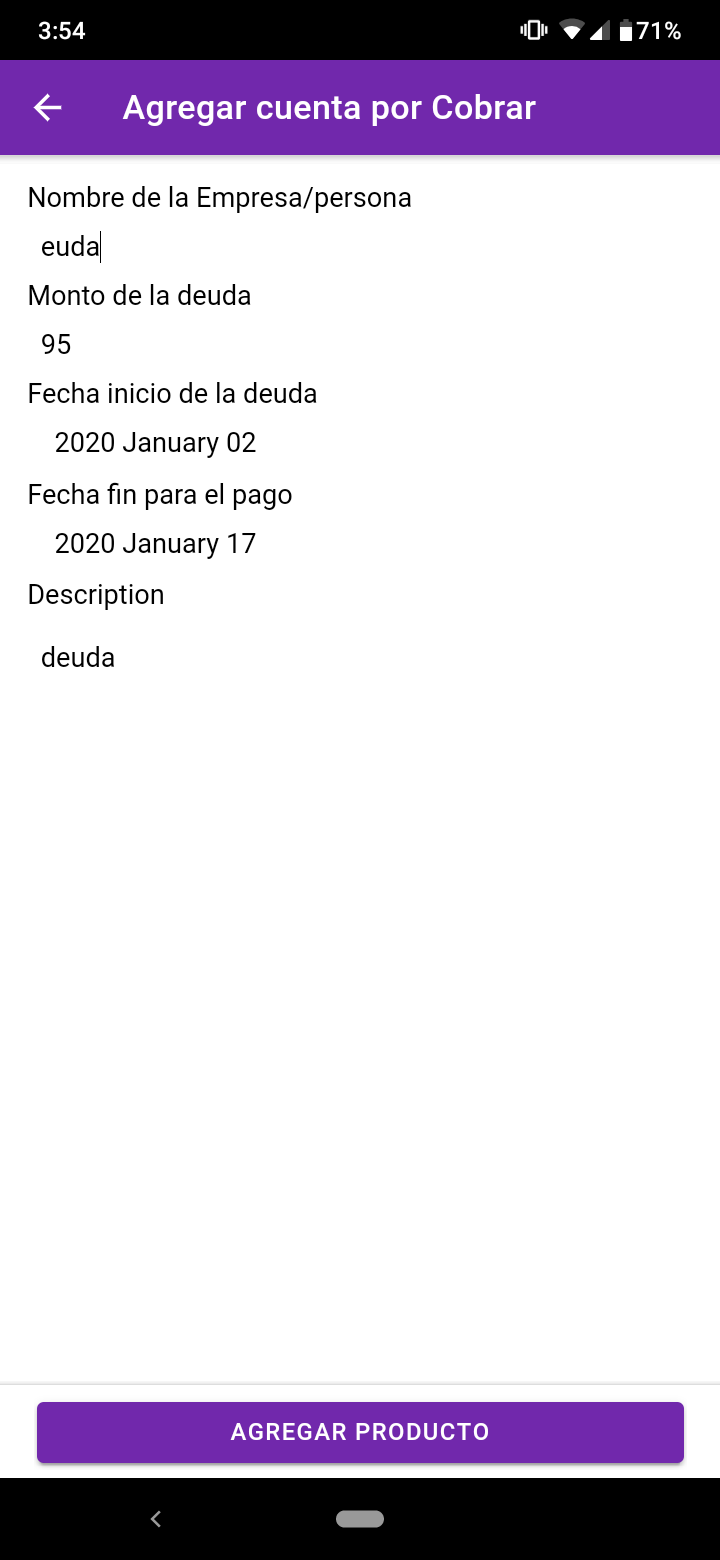 3:54 71%
Agregar cuenta por Cobrar
Nombre de la Empresa/persona
euda
Monto de la deuda
95
Fecha inicio de la deuda
2020 January 02
Fecha fin para el pago
2020 January 17
Description
deuda
AGREGAR PRODUCTO